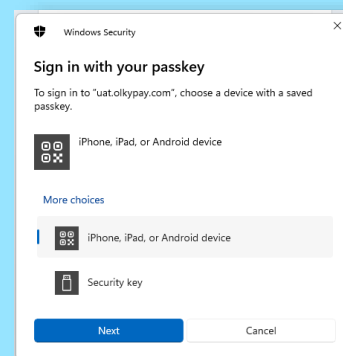 Windows Security
Sign in with your passkey
To sign in to "uat.olkypay.com", choose a device with a saved
passkey.
iPhone, iPad, or Android device
More choices
iPhone, iPad, or Android device
Security key
Next
Cancel